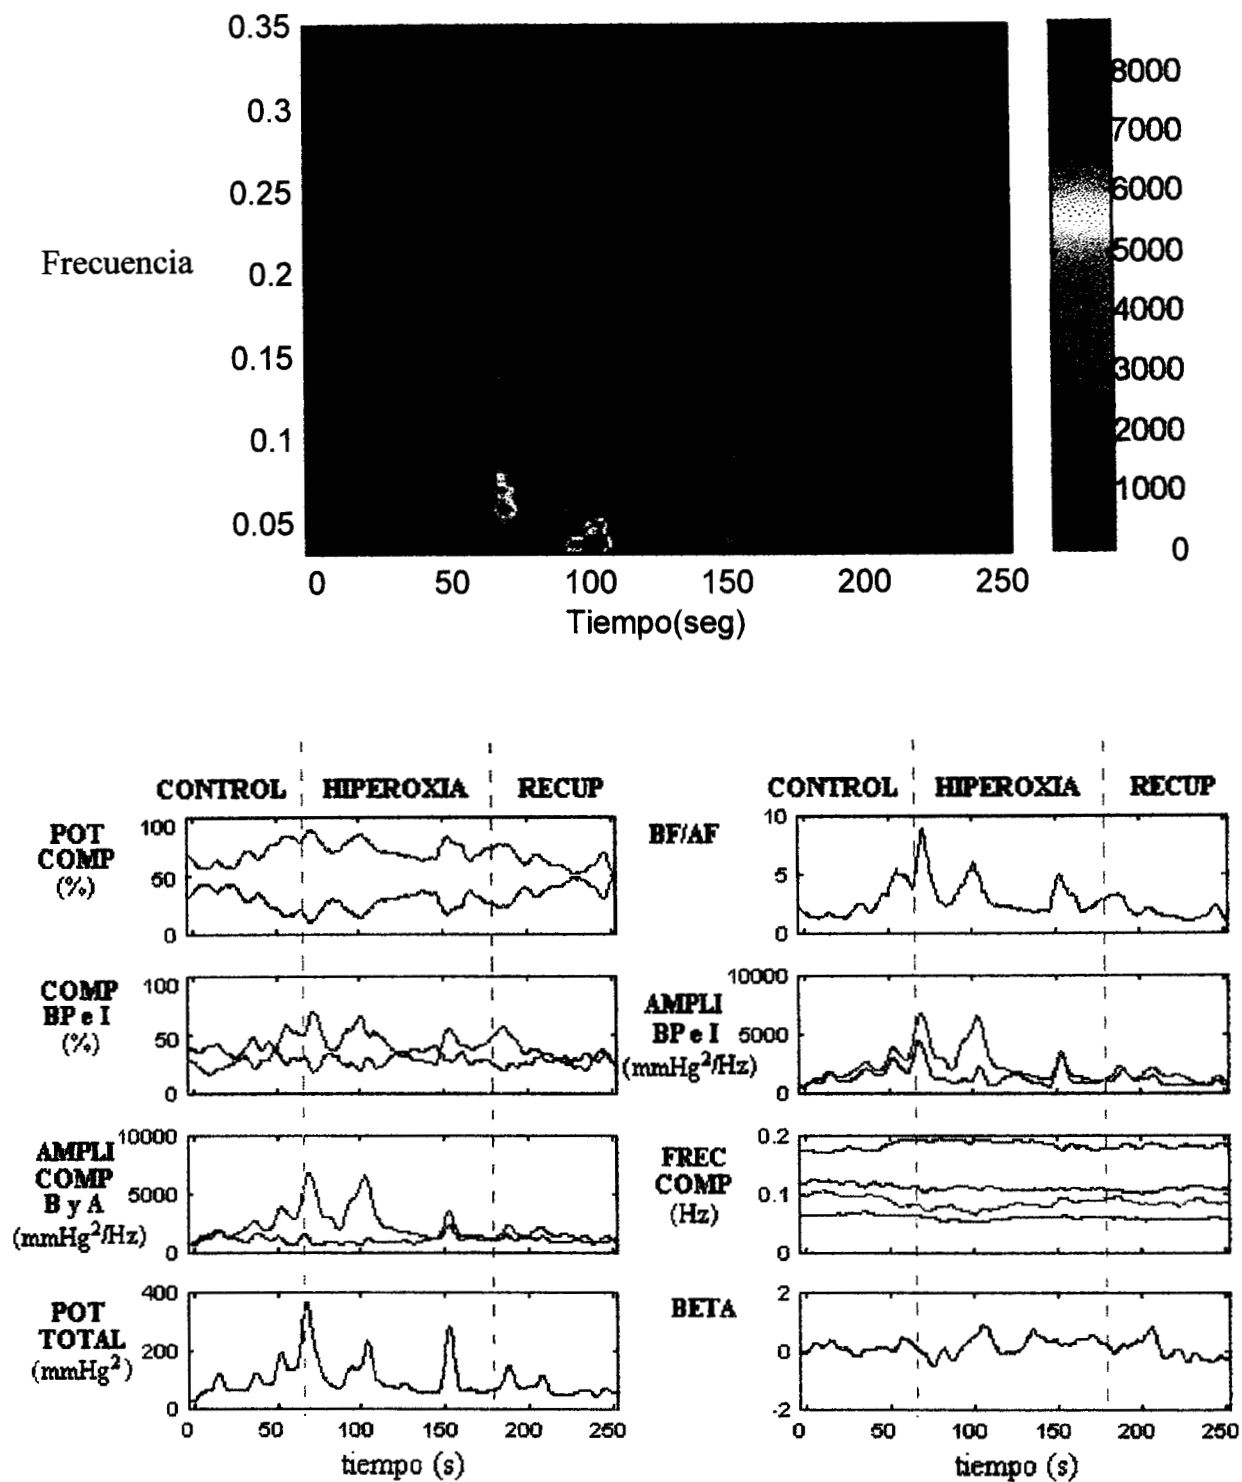 0.35
0.3
0.25
0.2
0.15
0.1
0.05
Frecuencia
0 50 100 150 200 250
Tiempo(seg)
8000
7000
6000
5000
4000
3000
2000
1000
0
CONTROL HIPEROXIA RECUP
POT COMP (%)
100
50
0
COMP BP e I (%)
100
50
0
AMPLI COMP B y A (mmHg²/Hz)
10000
5000
0
POT TOTAL (mmHg²)
400
200
0
0 50 100 150 200 250
tiempo (s)
CONTROL HIPEROXIA RECUP
BF/AF
10
5
0
AMPLI BP e I (mmHg²/Hz)
10000
5000
0
FREC COMP (Hz)
0.2
0.1
0
BETA
2
0
-2
0 50 100 150 200 250
tiempo (s)